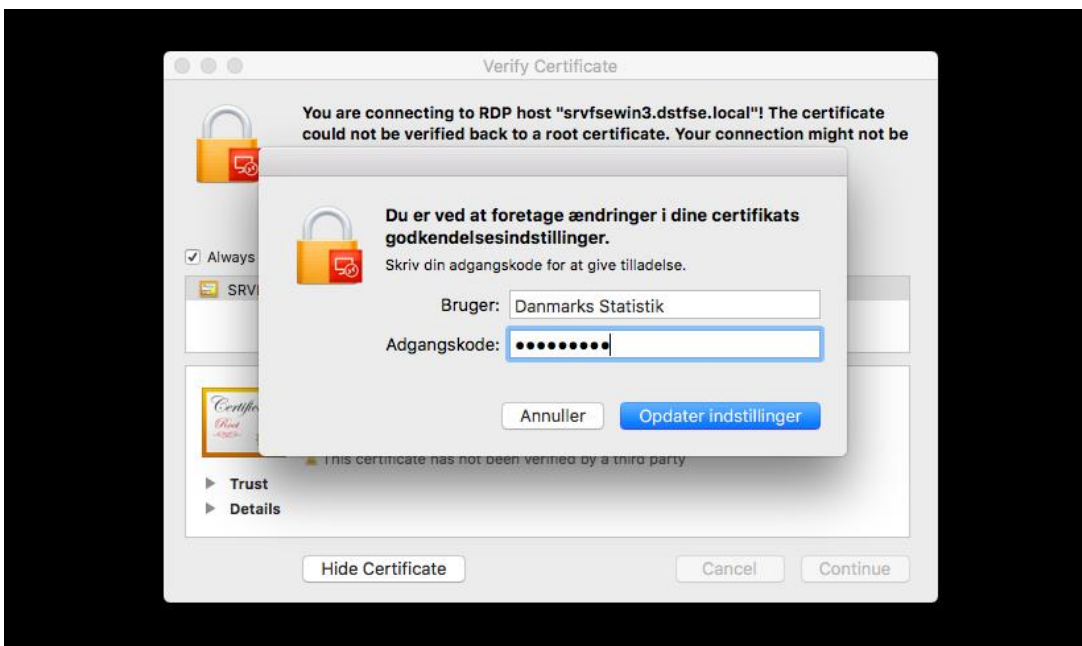 Verify Certificate
You are connecting to RDP host "srvfsewin3.dstfse.local"! The certificate
could not be verified back to a root certificate. Your connection might not be
Du er ved at foretage ændringer i dine certifikats
godkendelsesindstillinger.
Skriv din adgangskode for at give tilladelse.
Always
Bruger: Danmarks Statistik
Adgangskode: •••••••••
Annuller Opdater indstillinger
Root
This certificate has not been verified by a third party
Trust
Details
Hide Certificate Cancel Continue